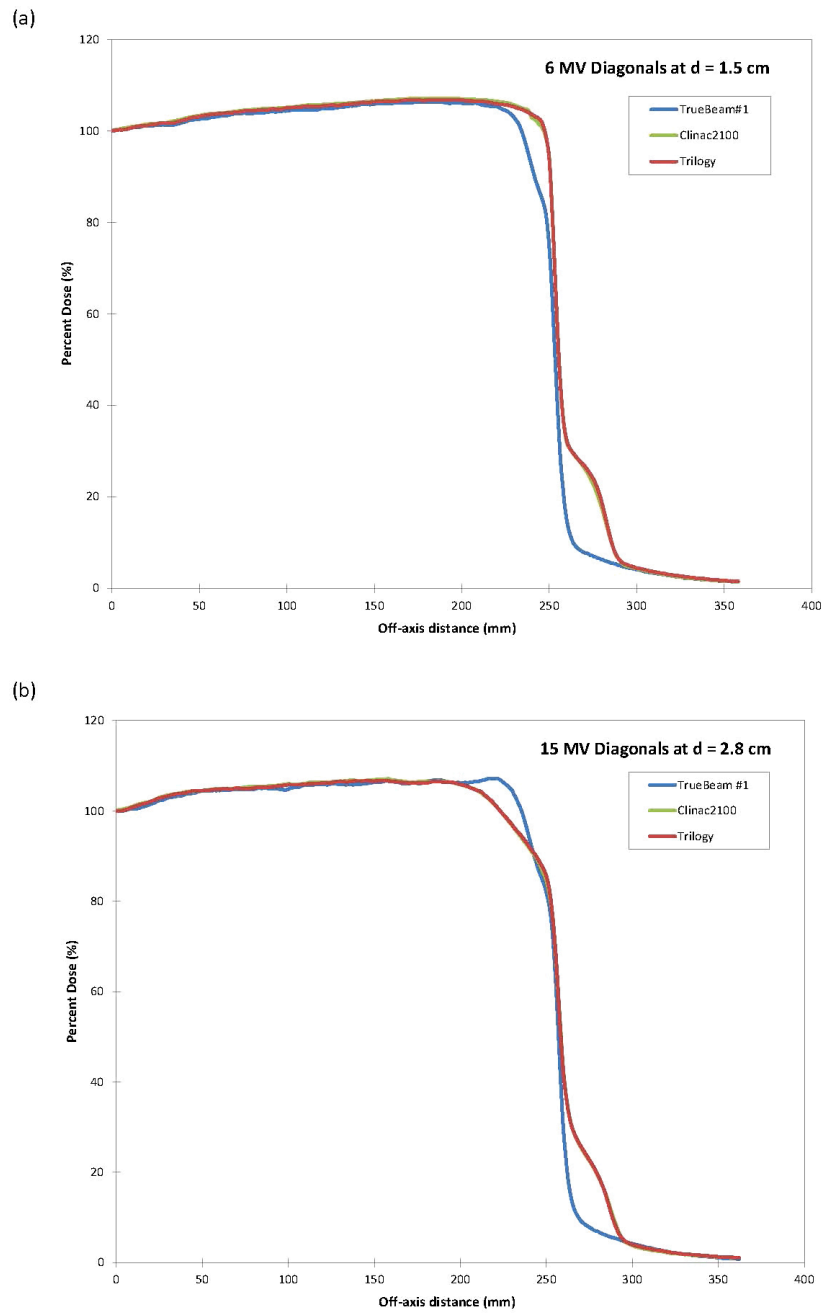 (a)
120
6 MV Diagonals at d = 1.5 cm
TrueBeam#1
Clinac2100
Trilogy
100
80
60
40
20
0
Percent Dose (%)
0 50 100 150 200 250 300 350 400
Off-axis distance (mm)
(b)
120
15 MV Diagonals at d = 2.8 cm
TrueBeam #1
Clinac2100
Trilogy
100
80
60
40
20
0
Percent Dose (%)
0 50 100 150 200 250 300 350 400
Off-axis distance (mm)